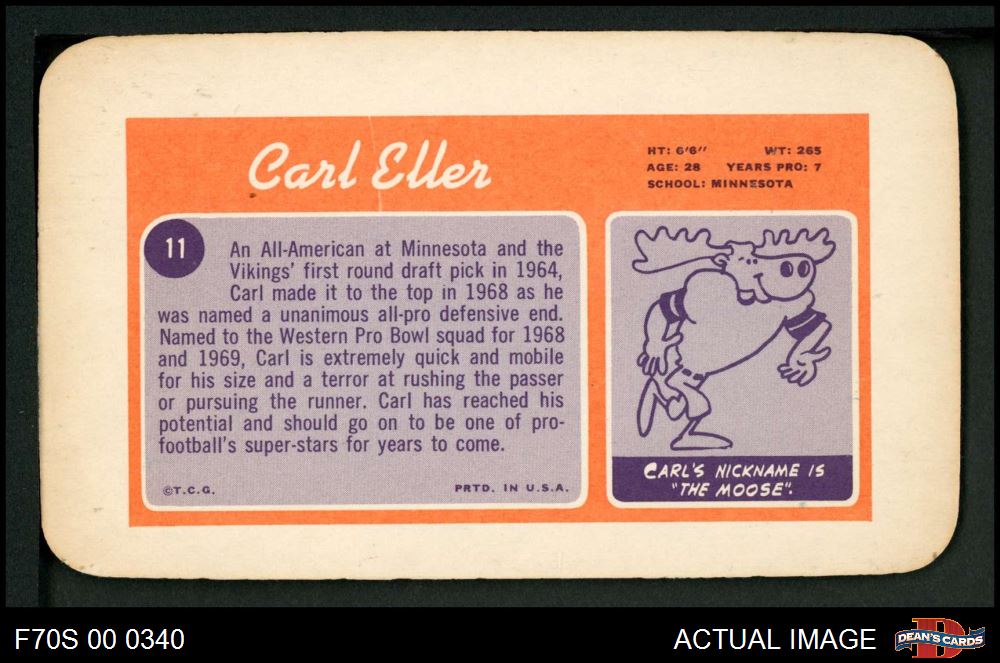 Carl Eller
HT: 6'6" WT: 265
AGE: 28 YEARS PRO: 7
SCHOOL: MINNESOTA
11
An All-American at Minnesota and the
Vikings' first round draft pick in 1964,
Carl made it to the top in 1968 as he
was named a unanimous all-pro defensive end.
Named to the Western Pro Bowl squad for 1968
and 1969, Carl is extremely quick and mobile
for his size and a terror at rushing the passer
or pursuing the runner. Carl has reached his
potential and should go on to be one of pro-
football's super-stars for years to come.
©T.C.G. PRTD. IN U.S.A.
CARL'S NICKNAME IS
"THE MOOSE".
F70S 00 0340
ACTUAL IMAGE
D
DEAN'S CARDS